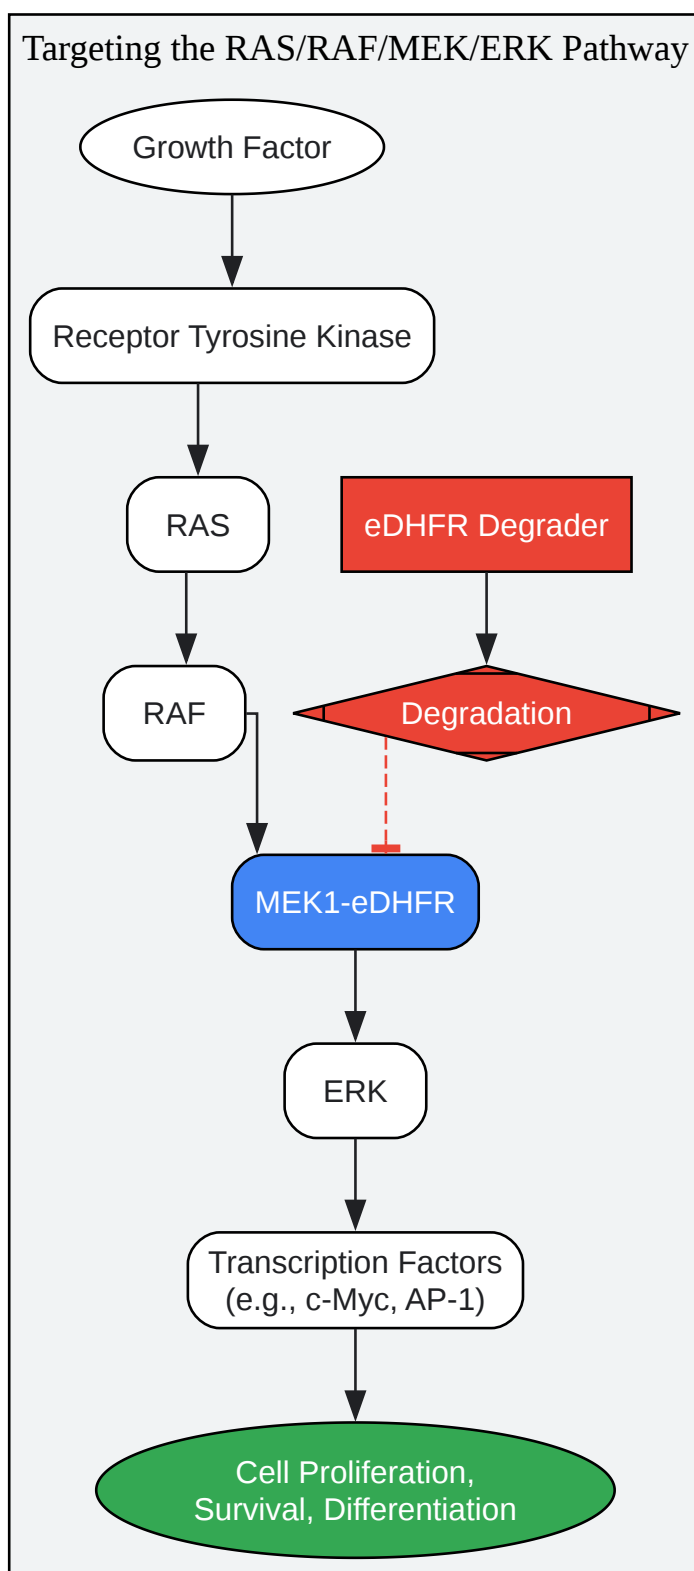 Targeting the RAS/RAF/MEK/ERK Pathway
Growth Factor
Receptor Tyrosine Kinase
RAS
eDHFR Degrader
RAF
Degradation
MEK1-eDHFR
ERK
Transcription Factors
(e.g., c-Myc, AP-1)
Cell Proliferation,
Survival, Differentiation